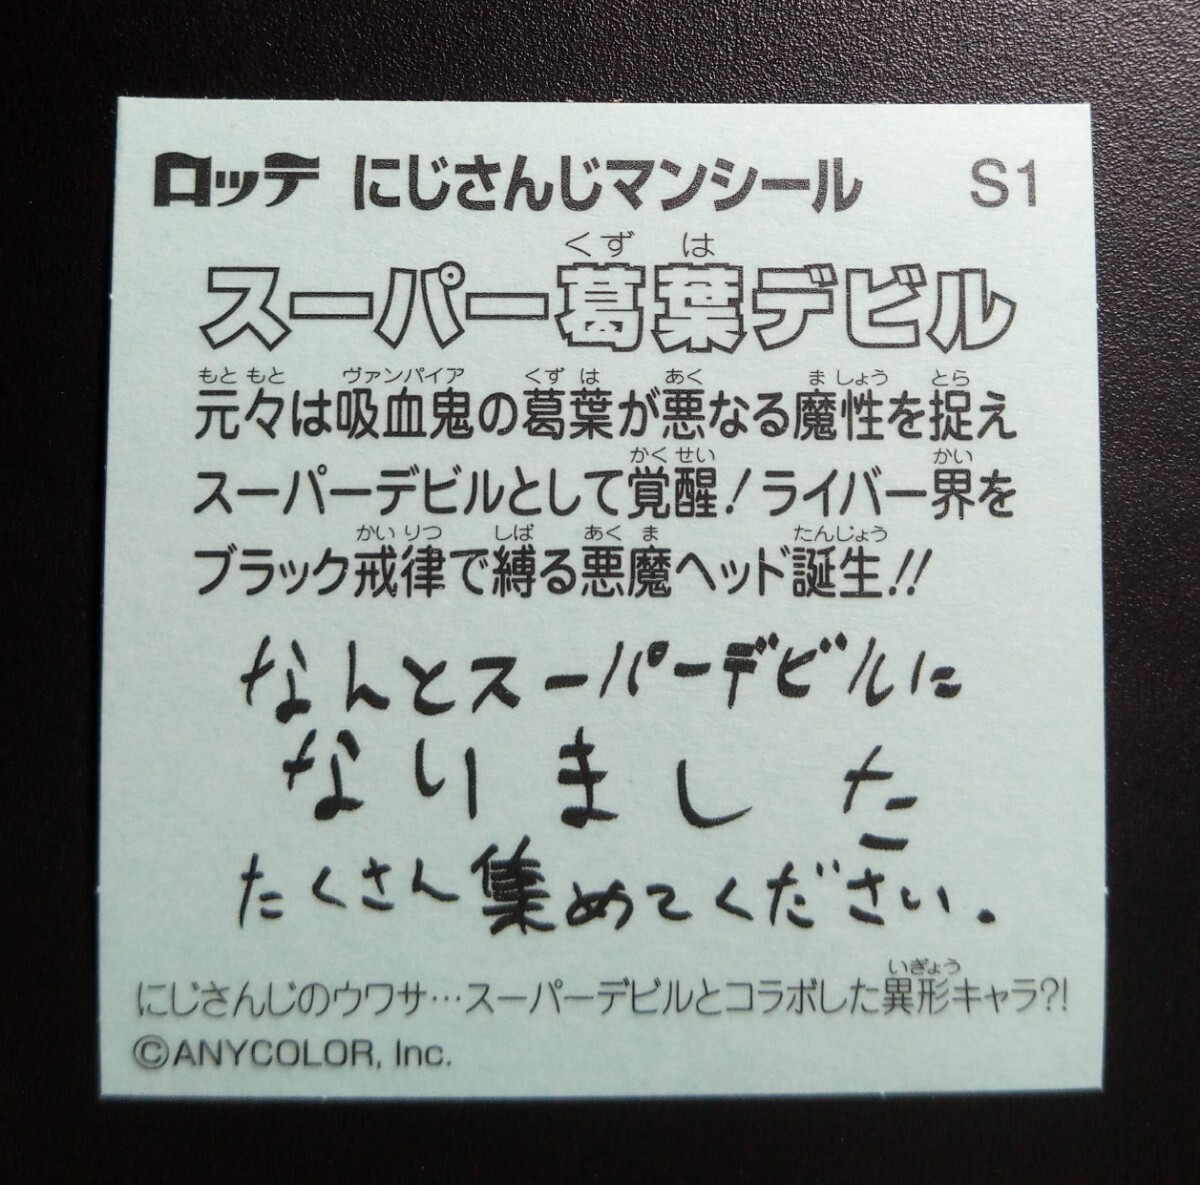 ロッテ にじさんじマンシール S1
くずは
スーパー葛葉デビル
もともと ヴァンパイア くずは あく ましょう とら
元々は吸血鬼の葛葉が悪なる魔性を捉え
かくせい かい
スーパーデビルとして覚醒!ライバー界を
かいりつ しば あくま たんじょう
ブラック戒律で縛る悪魔ヘッド誕生!!
なんとスーパーデビルに
なりました
たくさん集めてください。
いぎょう
にじさんじのウワサ…スーパーデビルとコラボした異形キャラ?!
©ANYCOLOR, Inc.